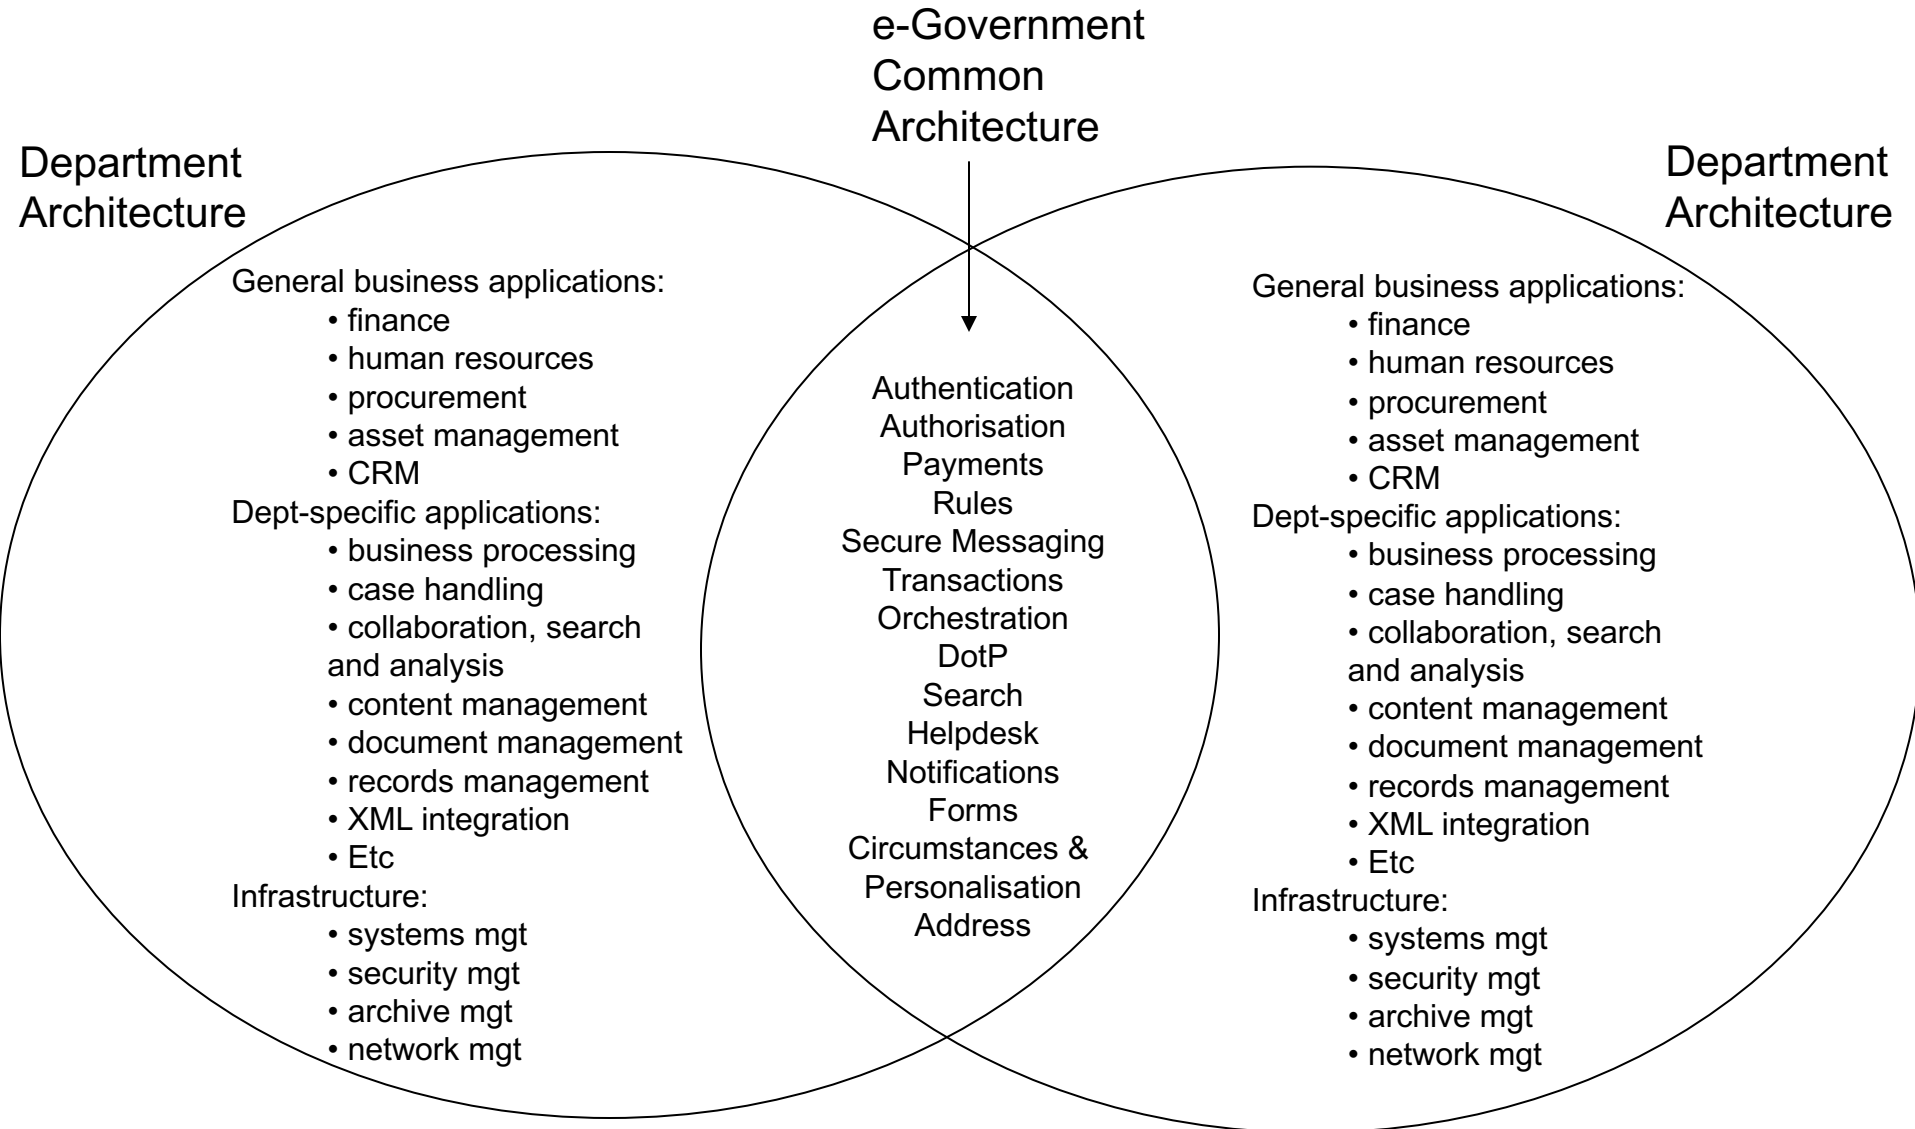 e-Government
Common
Architecture
Department
Architecture
General business applications:
• finance
• human resources
• procurement
• asset management
• CRM
Dept-specific applications:
• business processing
• case handling
• collaboration, search
and analysis
• content management
• document management
• records management
• XML integration
• Etc
Infrastructure:
• systems mgt
• security mgt
• archive mgt
• network mgt
Authentication
Authorisation
Payments
Rules
Secure Messaging
Transactions
Orchestration
DotP
Search
Helpdesk
Notifications
Forms
Circumstances &
Personalisation
Address
Department
Architecture
General business applications:
• finance
• human resources
• procurement
• asset management
• CRM
Dept-specific applications:
• business processing
• case handling
• collaboration, search
and analysis
• content management
• document management
• records management
• XML integration
• Etc
Infrastructure:
• systems mgt
• security mgt
• archive mgt
• network mgt